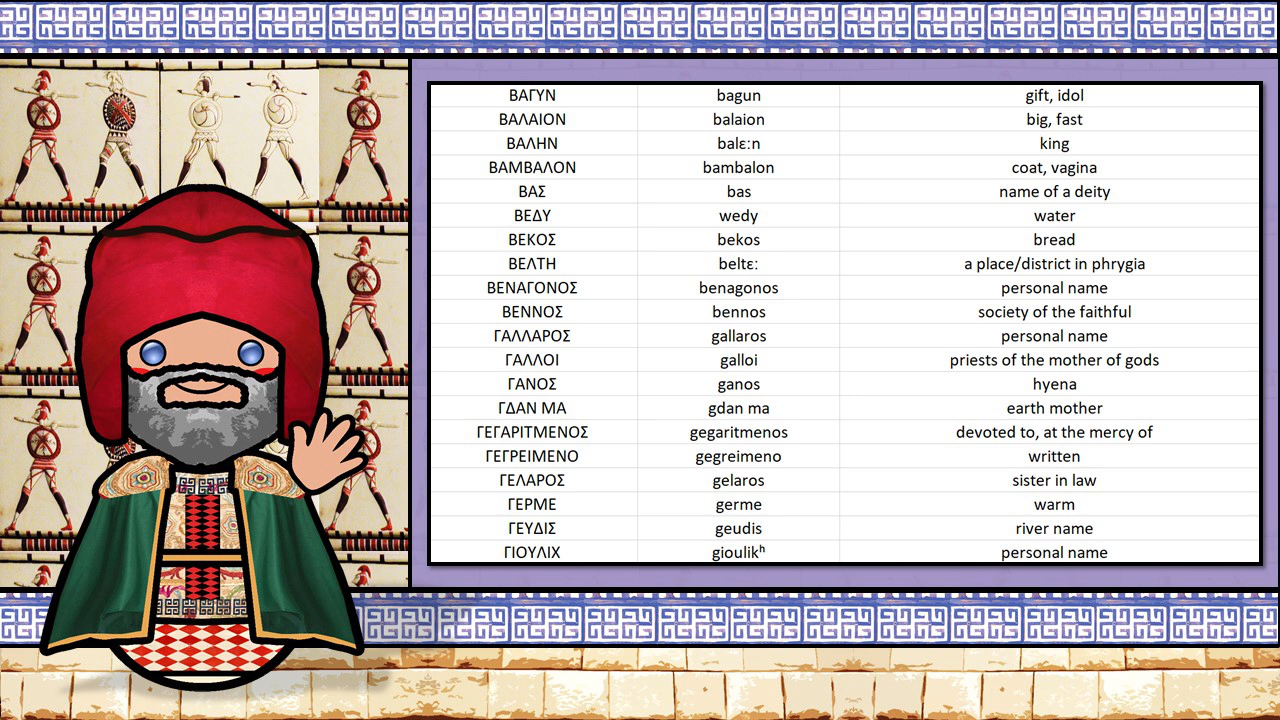 ΒΑΓΥΝ bagun gift, idol
ΒΑΛΑΙΟΝ balaion big, fast
ΒΑΛΗΝ balɛːn king
ΒΑΜΒΑΛΟΝ bambalon coat, vagina
ΒΑΣ bas name of a deity
ΒΕΔΥ wedy water
ΒΕΚΟΣ bekos bread
ΒΕΛΤΗ beltɛː a place/district in phrygia
ΒΕΝΑΓΟΝΟΣ benagonos personal name
ΒΕΝΝΟΣ bennos society of the faithful
ΓΑΛΛΑΡΟΣ gallaros personal name
ΓΑΛΛΟΙ galloi priests of the mother of gods
ΓΑΝΟΣ ganos hyena
ΓΔΑΝ ΜΑ gdan ma earth mother
ΓΕΓΑΡΙΤΜΕΝΟΣ gegaritmenos devoted to, at the mercy of
ΓΕΓΡΕΙΜΕΝΟ gegreimeno written
ΓΕΛΑΡΟΣ gelaros sister in law
ΓΕΡΜΕ germe warm
ΓΕΥΔΙΣ geudis river name
ΓΙΟΥΛΙΧ gioulikʰ personal name